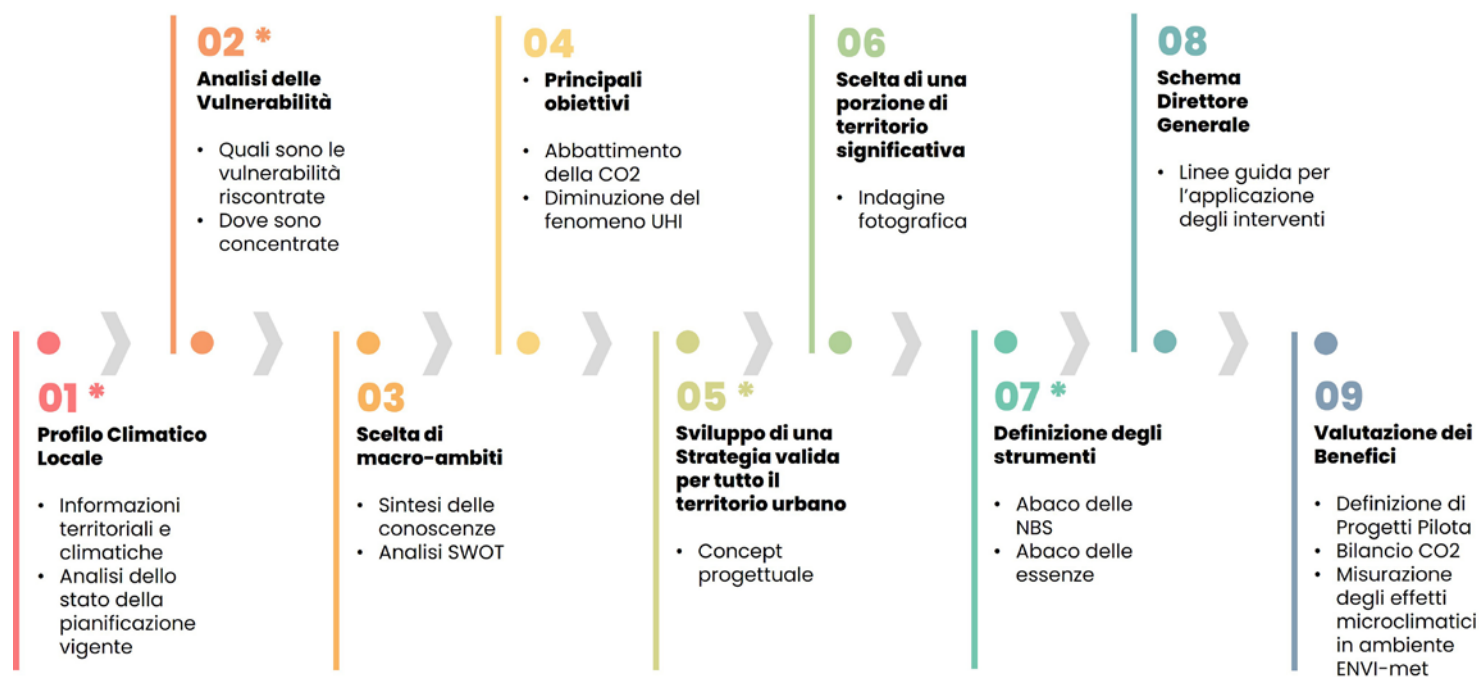 01 *
Profilo Climatico
Locale
• Informazioni
territoriali e
climatiche
• Analisi dello
stato della
pianificazione
vigente
02 *
Analisi delle
Vulnerabilità
• Quali sono le
vulnerabilità
riscontrate
• Dove sono
concentrate
03
Scelta di
macro-ambiti
• Sintesi delle
conoscenze
• Analisi SWOT
04
• Principali
obiettivi
• Abbattimento
della CO2
• Diminuzione del
fenomeno UHI
05 *
Sviluppo di una
Strategia valida
per tutto il
territorio urbano
• Concept
progettuale
06
Scelta di una
porzione di
territorio
significativa
• Indagine
fotografica
07 *
Definizione degli
strumenti
• Abaco delle
NBS
• Abaco delle
essenze
08
Schema
Direttore
Generale
• Linee guida per
l’applicazione
degli interventi
09
Valutazione dei
Benefici
• Definizione di
Progetti Pilota
• Bilancio CO2
• Misurazione
degli effetti
microclimatici
in ambiente
ENVI-met